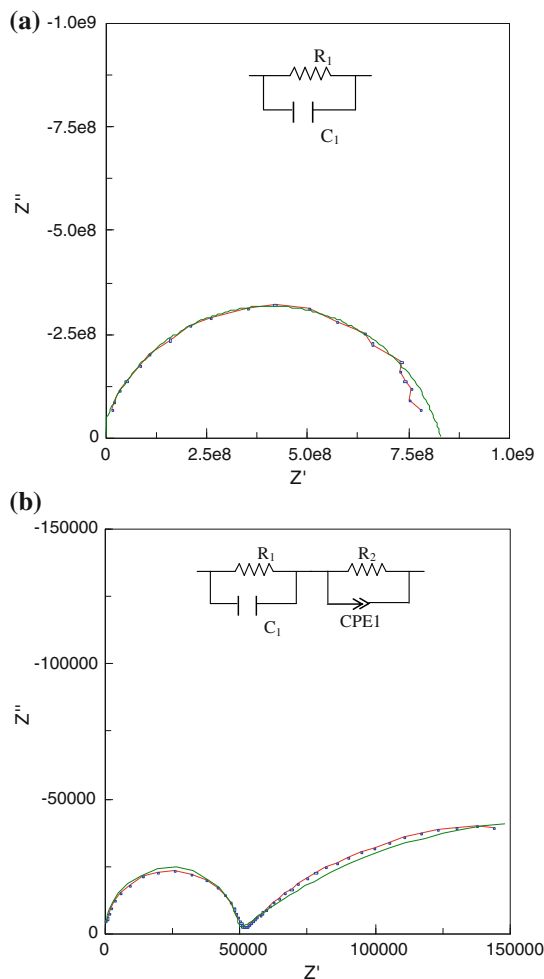 (a)
-1.0e9
-7.5e8
-5.0e8
-2.5e8
0
Z''
R1
C1
0 2.5e8 5.0e8 7.5e8 1.0e9
Z'
(b)
-150000
-100000
-50000
0
Z''
R1 R2
C1 CPE1
0 50000 100000 150000
Z'